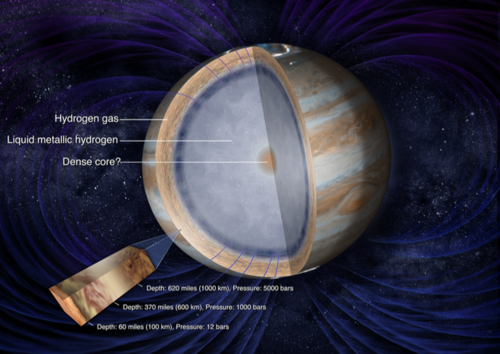 Hydrogen gas
Liquid metallic hydrogen
Dense core?
Depth: 620 miles (1000 km), Pressure: 5000 bars
Depth: 370 miles (600 km), Pressure: 1000 bars
Depth: 60 miles (100 km), Pressure: 12 bars